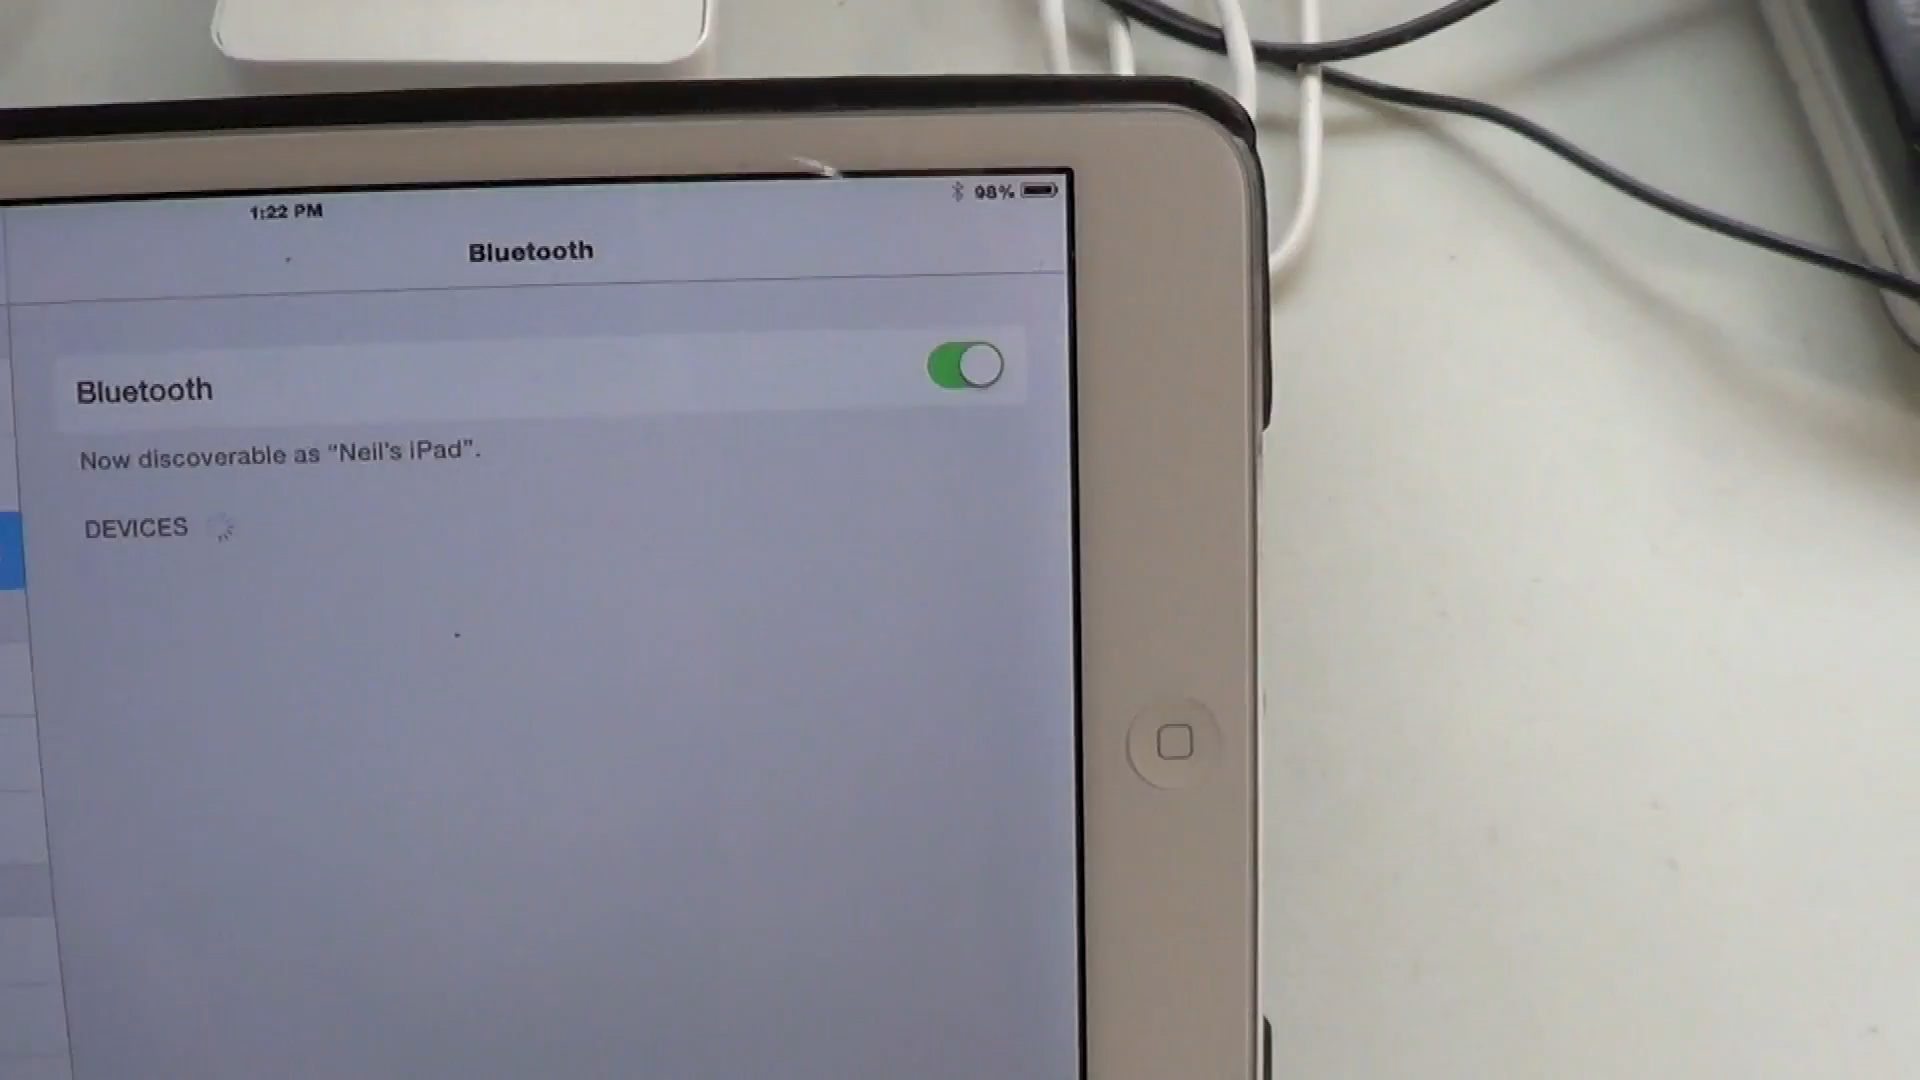 1:22 PM
98%
Bluetooth
Bluetooth
Now discoverable as “Neil’s iPad”.
DEVICES